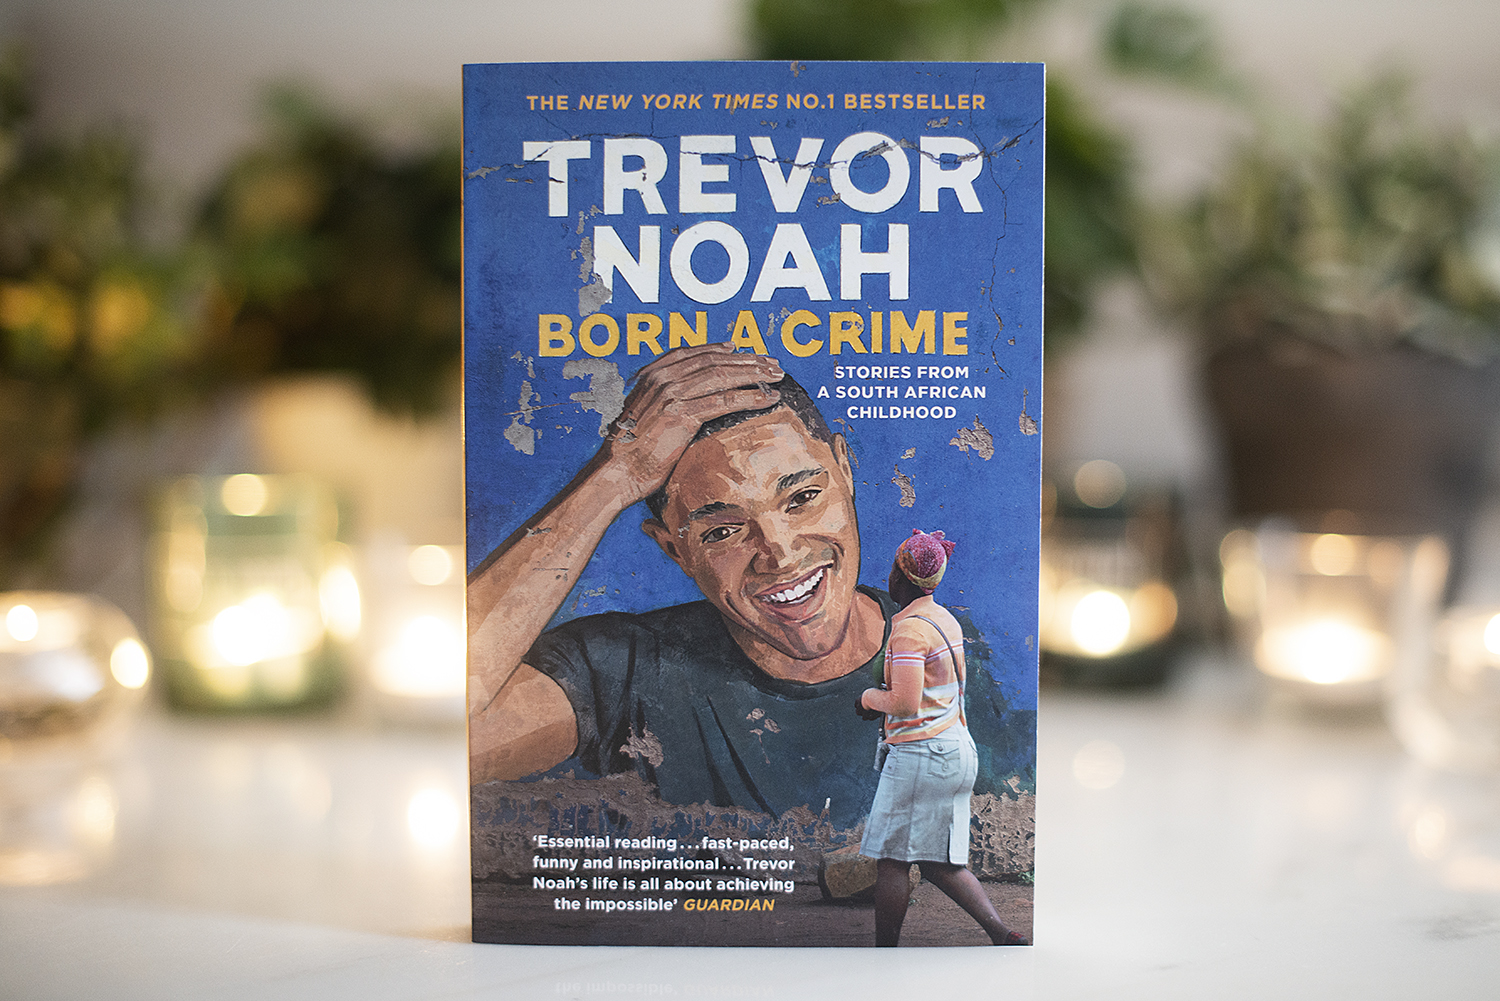 THE NEW YORK TIMES NO.1 BESTSELLER
TREVOR
NOAH
BORN A CRIME
STORIES FROM
A SOUTH AFRICAN
CHILDHOOD
‘Essential reading...fast-paced,
funny and inspirational...Trevor
Noah’s life is all about achieving
the impossible’ GUARDIAN